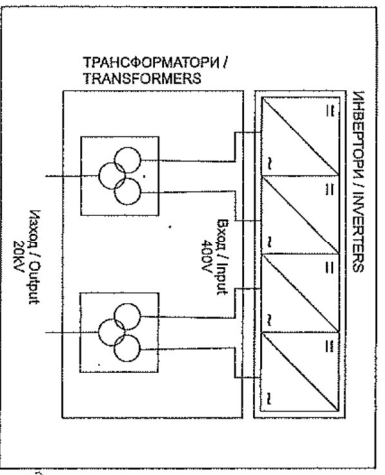 ТРАНСФОРМАТОРИ /
TRANSFORMERS
ИНВЕРТОРИ / INVERTERS
=
~
=
~
=
~
=
~
Вход / Input
400V
Изход / Output
20kV